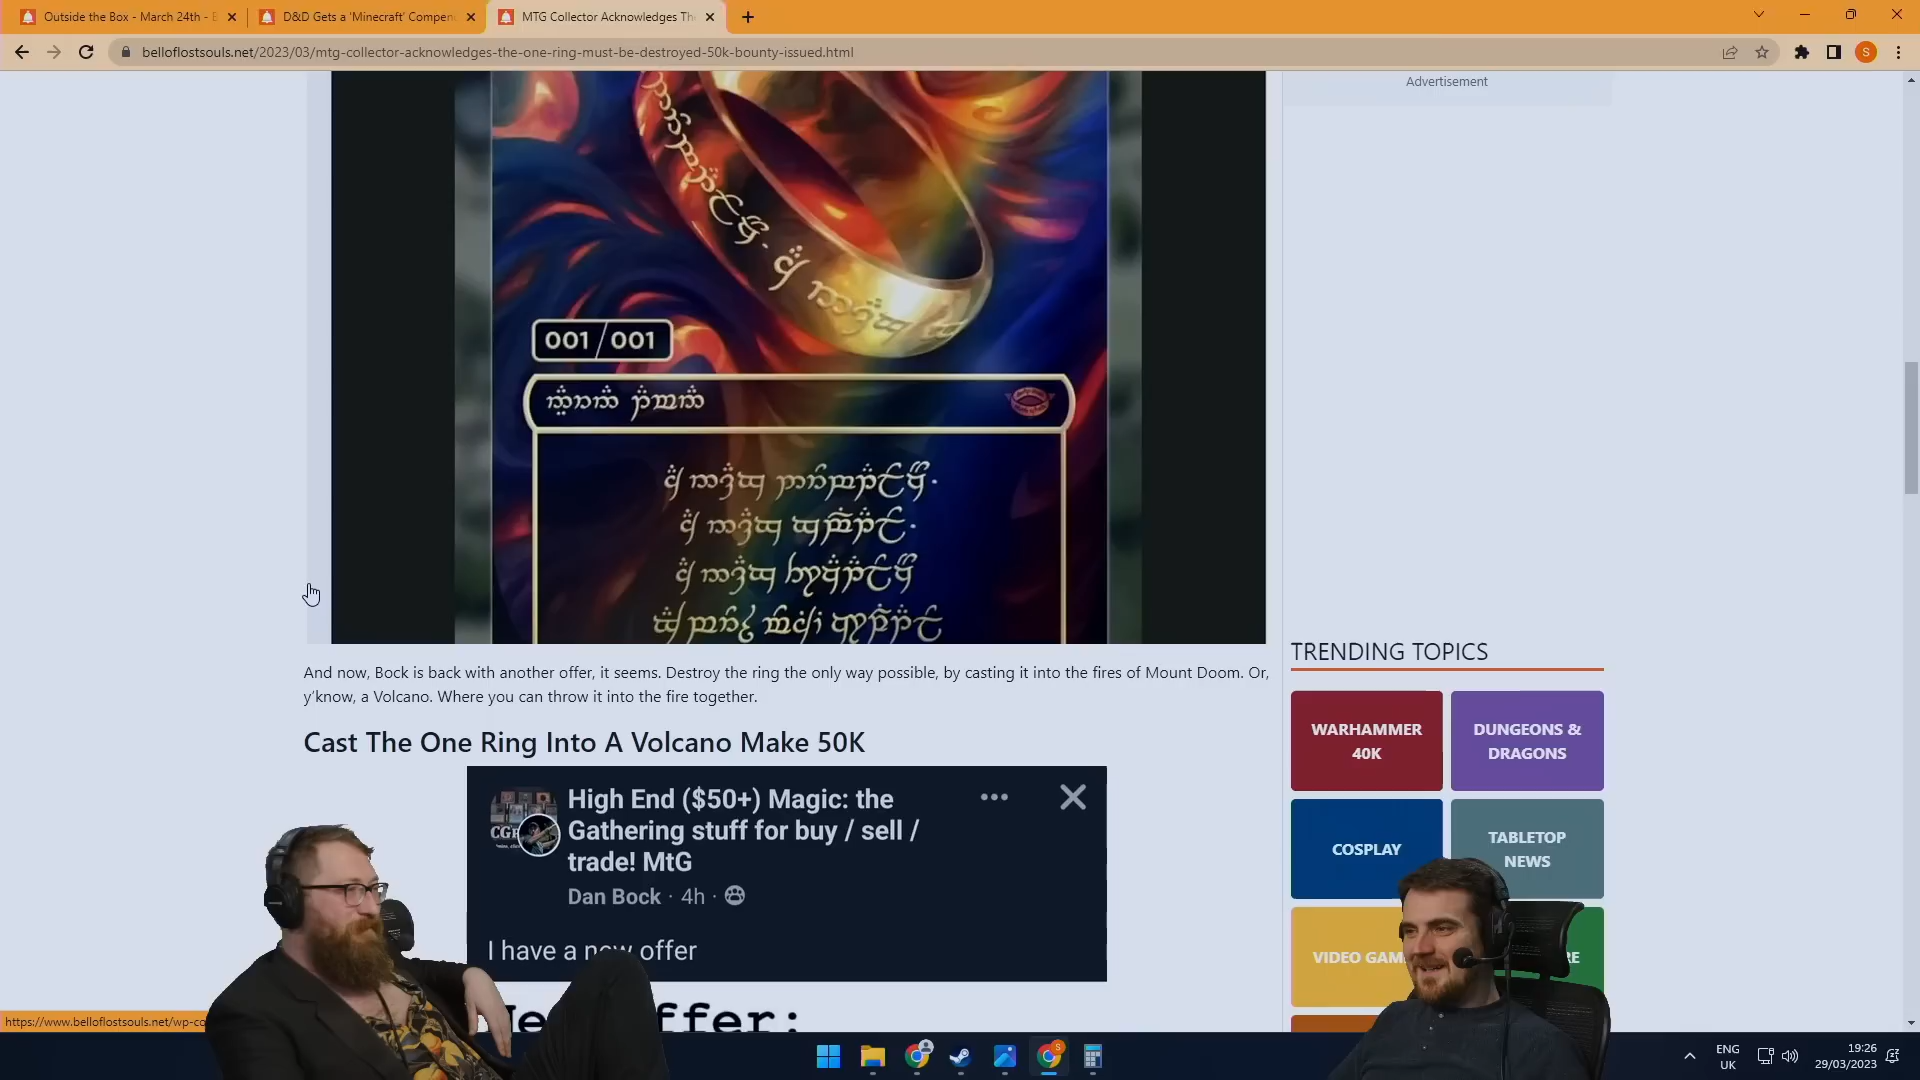 Outside the Box - March 24th - B
D&D Gets a 'Minecraft' Compen
MTG Collector Acknowledges Th
belloflostsouls.net/2023/03/mtg-collector-acknowledges-the-one-ring-must-be-destroyed-50k-bounty-issued.html
S
Advertisement
001/001
And now, Bock is back with another offer, it seems. Destroy the ring the only way possible, by casting it into the fires of Mount Doom. Or,
y'know, a Volcano. Where you can throw it into the fire together.
Cast The One Ring Into A Volcano Make 50K
High End ($50+) Magic: the
Gathering stuff for buy / sell /
trade! MtG
Dan Bock · 4h ·
I have a new offer
TRENDING TOPICS
WARHAMMER
40K
DUNGEONS &
DRAGONS
COSPLAY
TABLETOP
NEWS
VIDEO GAM
RE
https://www.belloflostsouls.net/wp-co
ffer:
ENG
UK
19:26
29/03/2023